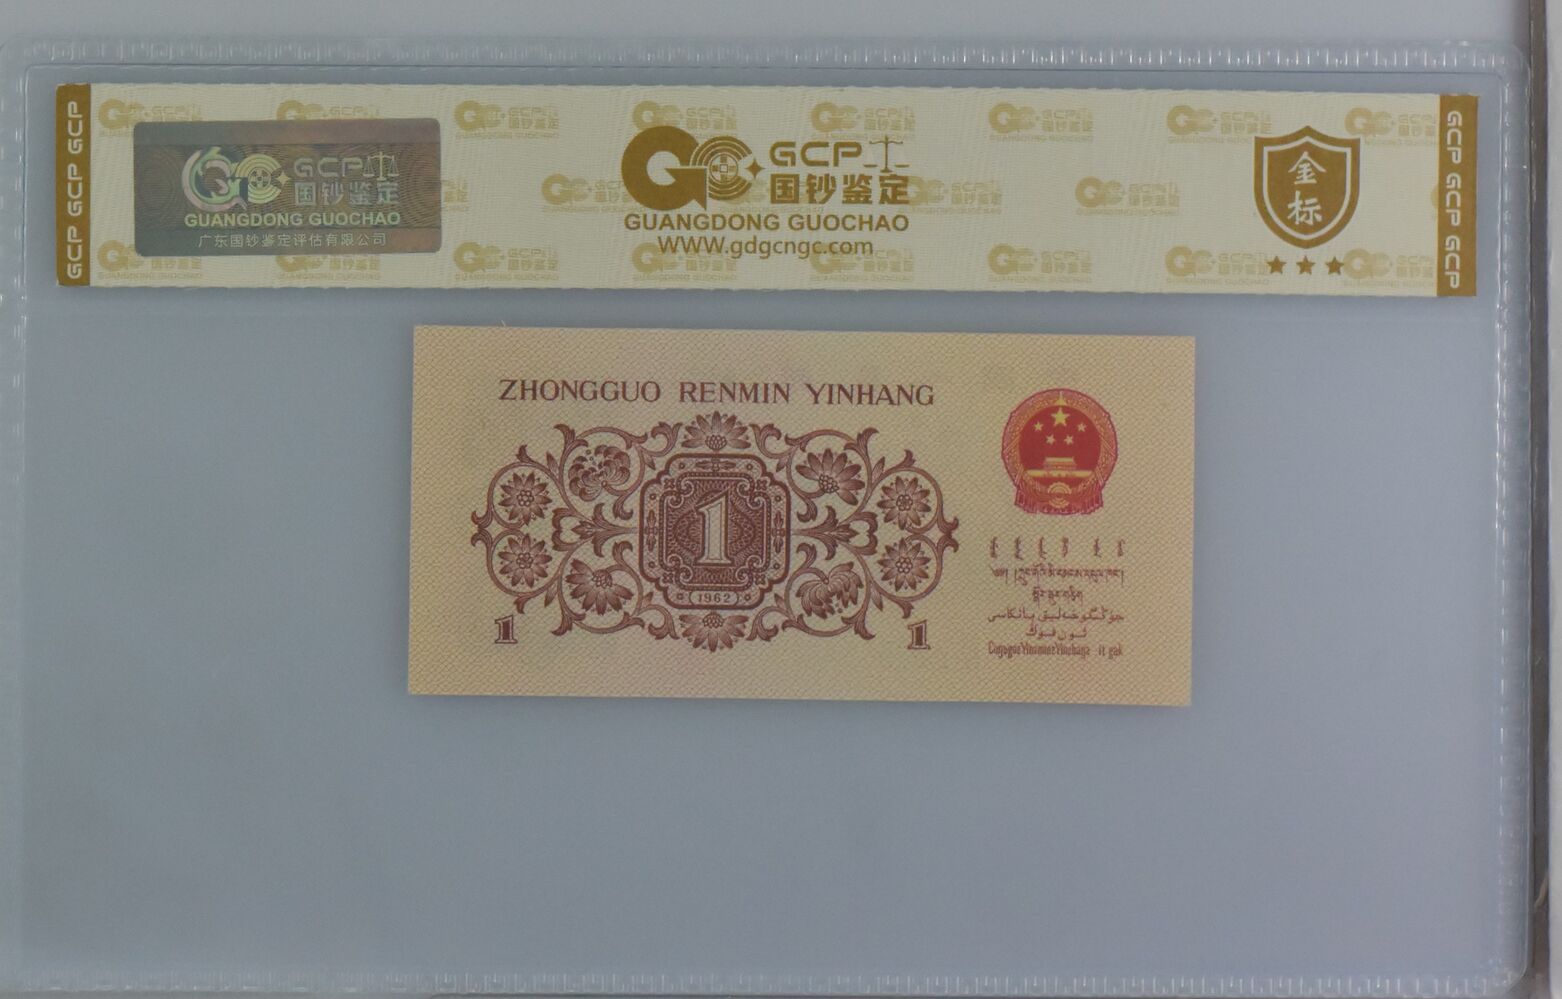 GCP GCP GCP
GCP
国钞鉴定
GUANGDONG GUOCHAO
广东国钞鉴定评估有限公司
GCP
国钞鉴定
GUANGDONG GUOCHAO
WWW.gdgcngc.com
金
标
GCP GCP GCP
ZHONGGUO RENMIN YINHANG
1
(1962)
1
1